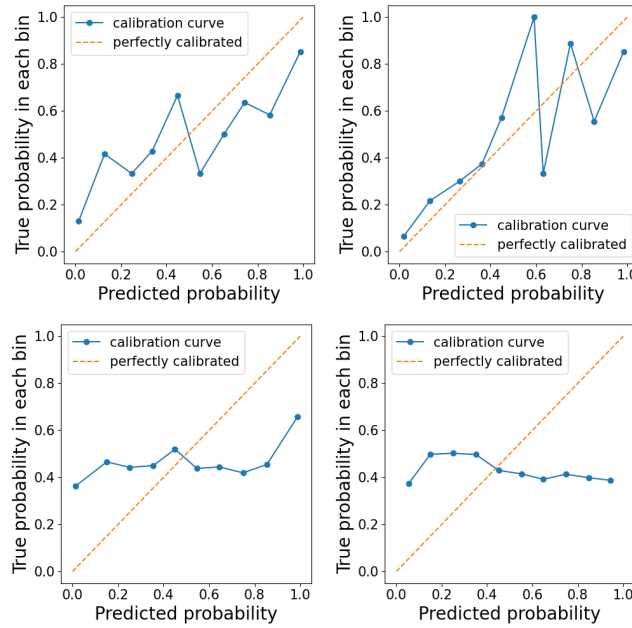 True probability in each bin
1.0
0.8
0.6
0.4
0.2
0.0
calibration curve
perfectly calibrated
0.0 0.2 0.4 0.6 0.8 1.0
Predicted probability
True probability in each bin
1.0
0.8
0.6
0.4
0.2
0.0
calibration curve
perfectly calibrated
0.0 0.2 0.4 0.6 0.8 1.0
Predicted probability
True probability in each bin
1.0
0.8
0.6
0.4
0.2
0.0
calibration curve
perfectly calibrated
0.0 0.2 0.4 0.6 0.8 1.0
Predicted probability
True probability in each bin
1.0
0.8
0.6
0.4
0.2
0.0
calibration curve
perfectly calibrated
0.0 0.2 0.4 0.6 0.8 1.0
Predicted probability